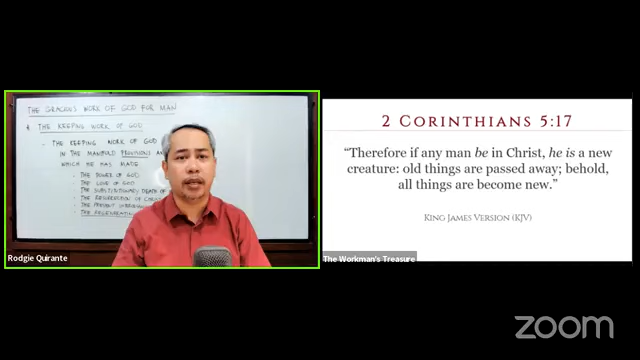 THE GRACIOUS WORK OF GOD FOR MAN
THE KEEPING WORK OF GOD
- THE KEEPING WORK OF GOD
IN THE MANIFOLD PROVISIONS
WHICH HE HAS MADE
- THE POWER OF GOD
- THE LOVE OF GOD
- THE SUBSTITUTIONARY DEATH OF
- THE RESURRECTION OF CHRIST
- THE PRESENT
- THE REGENERATING
Rodgie Quirante
2 CORINTHIANS 5:17
“Therefore if any man be in Christ, he is a new
creature: old things are passed away; behold,
all things are become new.”
KING JAMES VERSION (KJV)
The Workman's Treasure
zoom